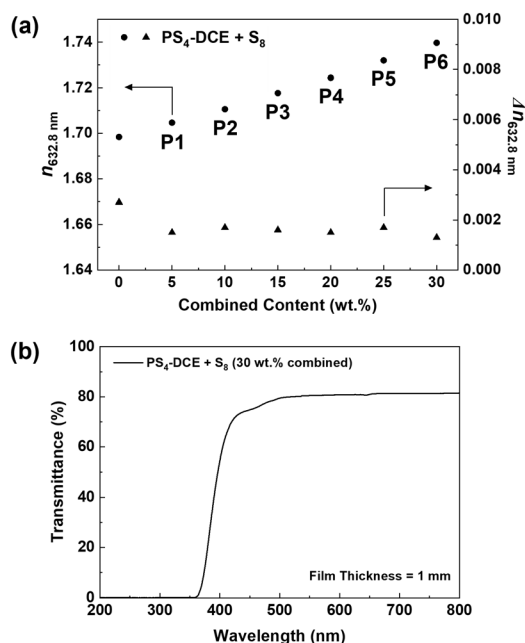 (a)
● ▲ PS₄-DCE + S₈
n₆₃₂.₈ ₙₘ
1.74
1.72
1.70
1.68
1.66
1.64
P1 P2 P3 P4 P5 P6
0.010
0.008
0.006
0.004
0.002
0.000
Δn₆₃₂.₈ ₙₘ
0 5 10 15 20 25 30
Combined Content (wt.%)
(b)
PS₄-DCE + S₈ (30 wt.% combined)
Transmittance (%)
100
80
60
40
20
0
Film Thickness = 1 mm
200 300 400 500 600 700 800
Wavelength (nm)